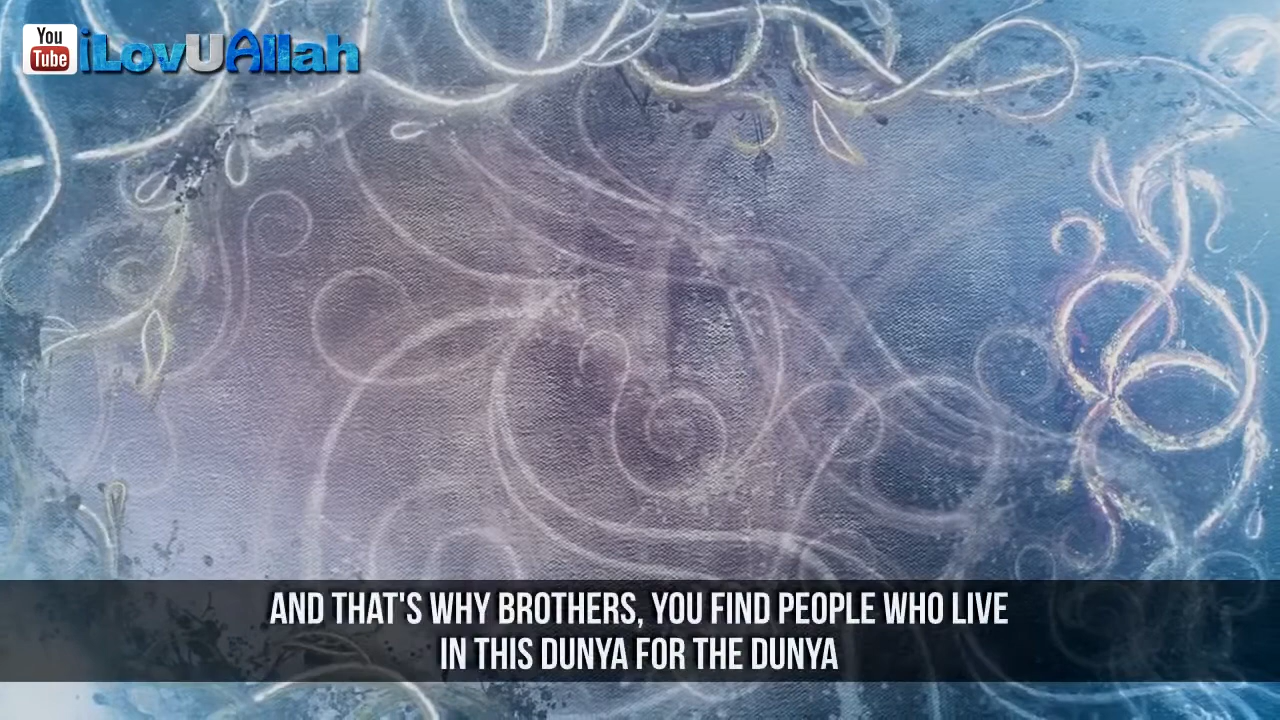 You
Tube
iLovUAllah
AND THAT'S WHY BROTHERS, YOU FIND PEOPLE WHO LIVE
IN THIS DUNYA FOR THE DUNYA